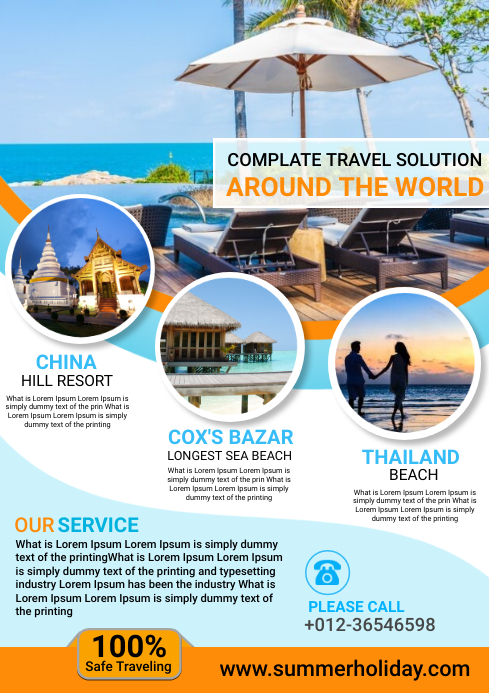 COMPLATE TRAVEL SOLUTION
AROUND THE WORLD
CHINA
HILL RESORT
What is Lorem Ipsum Lorem Ipsum is
simply dummy text of the prin What is
Lorem Ipsum Lorem Ipsum is simply
dummy text of the printing
COX'S BAZAR
LONGEST SEA BEACH
What is Lorem Ipsum Lorem Ipsum is
simply dummy text of the prin What is
Lorem Ipsum Lorem Ipsum is simply
dummy text of the printing
THAILAND
BEACH
What is Lorem Ipsum Lorem Ipsum is
simply dummy text of the prin What is
Lorem Ipsum Lorem Ipsum is simply
dummy text of the printing
OUR SERVICE
What is Lorem Ipsum Lorem Ipsum is simply dummy
text of the printingWhat is Lorem Ipsum Lorem Ipsum
is simply dummy text of the printing and typesetting
industry Lorem Ipsum has been the industry What is
Lorem Ipsum Lorem Ipsum is simply dummy text of
the printing
PLEASE CALL
+012-36546598
100%
Safe Traveling
www.summerholiday.com